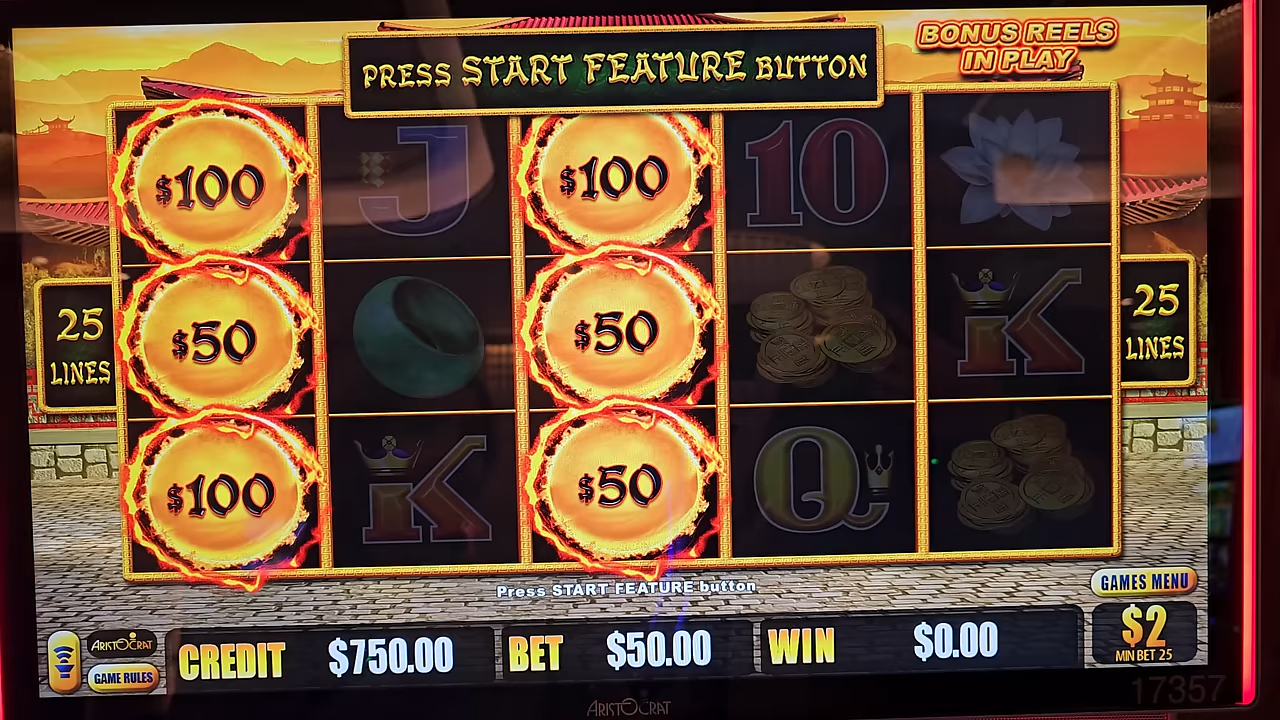 BONUS REELS
IN PLAY
PRESS START FEATURE BUTTON
$100
J
$100
10
25
LINES
$50
$50
K
25
LINES
$100
K
$50
Q
Press START FEATURE button
GAMES MENU
ARISTOCRAT
GAME RULES
CREDIT $750.00
BET $50.00
WIN $0.00
$2
MIN BET 25
ARISTOCRAT
17357